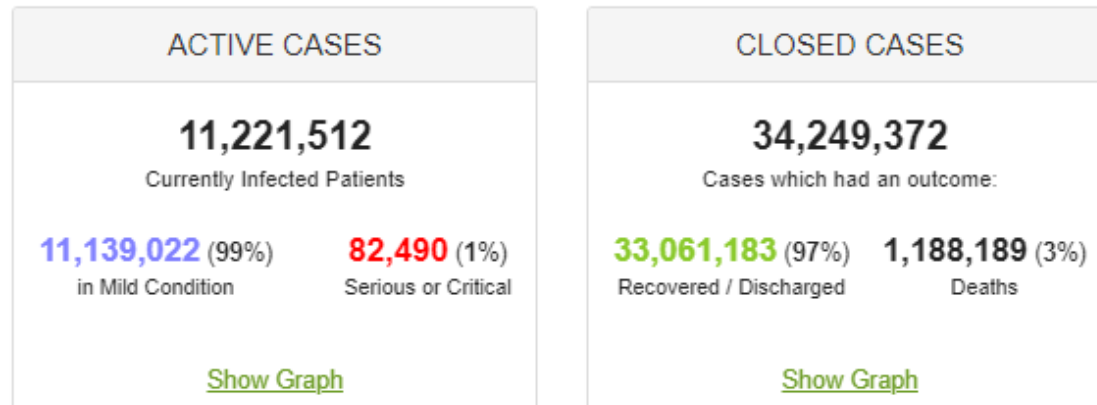 ACTIVE CASES
11,221,512
Currently Infected Patients
11,139,022 (99%) 82,490 (1%)
in Mild Condition Serious or Critical
Show Graph
CLOSED CASES
34,249,372
Cases which had an outcome:
33,061,183 (97%) 1,188,189 (3%)
Recovered / Discharged Deaths
Show Graph